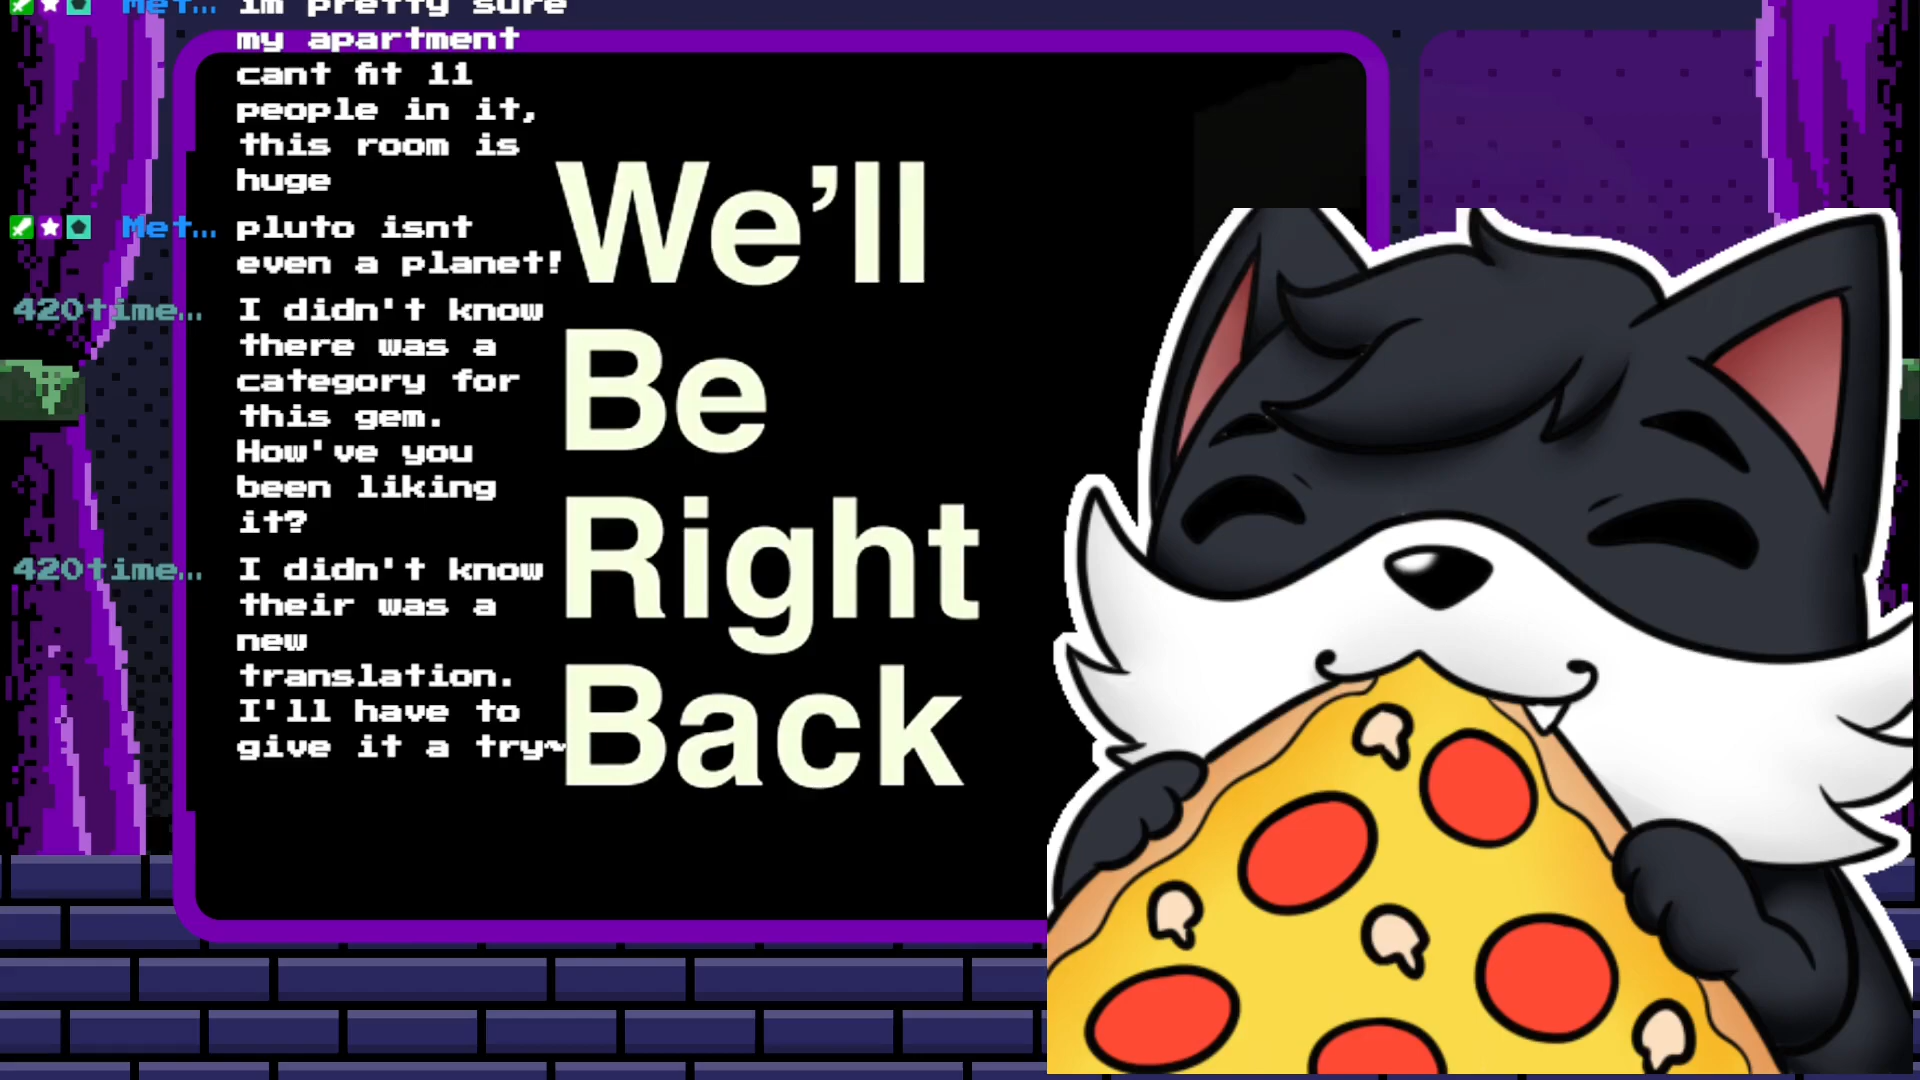 Met... im pretty sure
my apartment
cant fit 11
people in it,
this room is
huge
Met... pluto isnt
even a planet!
420time... I didn't know
there was a
category for
this gem.
How've you
been liking
it?
420time... I didn't know
their was a
new
translation.
I'll have to
give it a try~
We’ll
Be
Right
Back